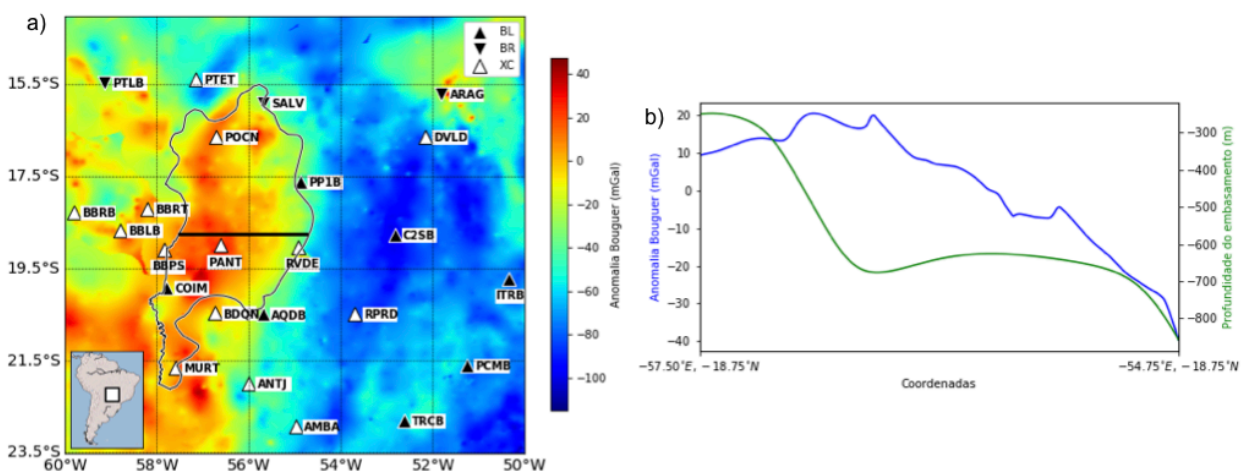 a)
BL
BR
XC
15.5°S
17.5°S
19.5°S
21.5°S
23.5°S
60°W
58°W
56°W
54°W
52°W
50°W
PTLB
PTET
SALV
ARAG
POCN
DVLD
PP1B
BBRB
BBRT
BBLB
C2SB
BBPS
PANT
RVDE
ITRB
COIM
BDQN
AQDB
RPRD
MURT
ANTJ
PCMB
AMBA
TRCB
40
20
0
−20
−40
−60
−80
−100
Anomalia Bouguer (mGal)
b)
20
10
0
−10
−20
−30
−40
Anomalia Bouguer (mGal)
−300
−400
−500
−600
−700
−800
Profundidade do embasamento (m)
−57.50°E, −18.75°N
−54.75°E, −18.75°N
Coordenadas